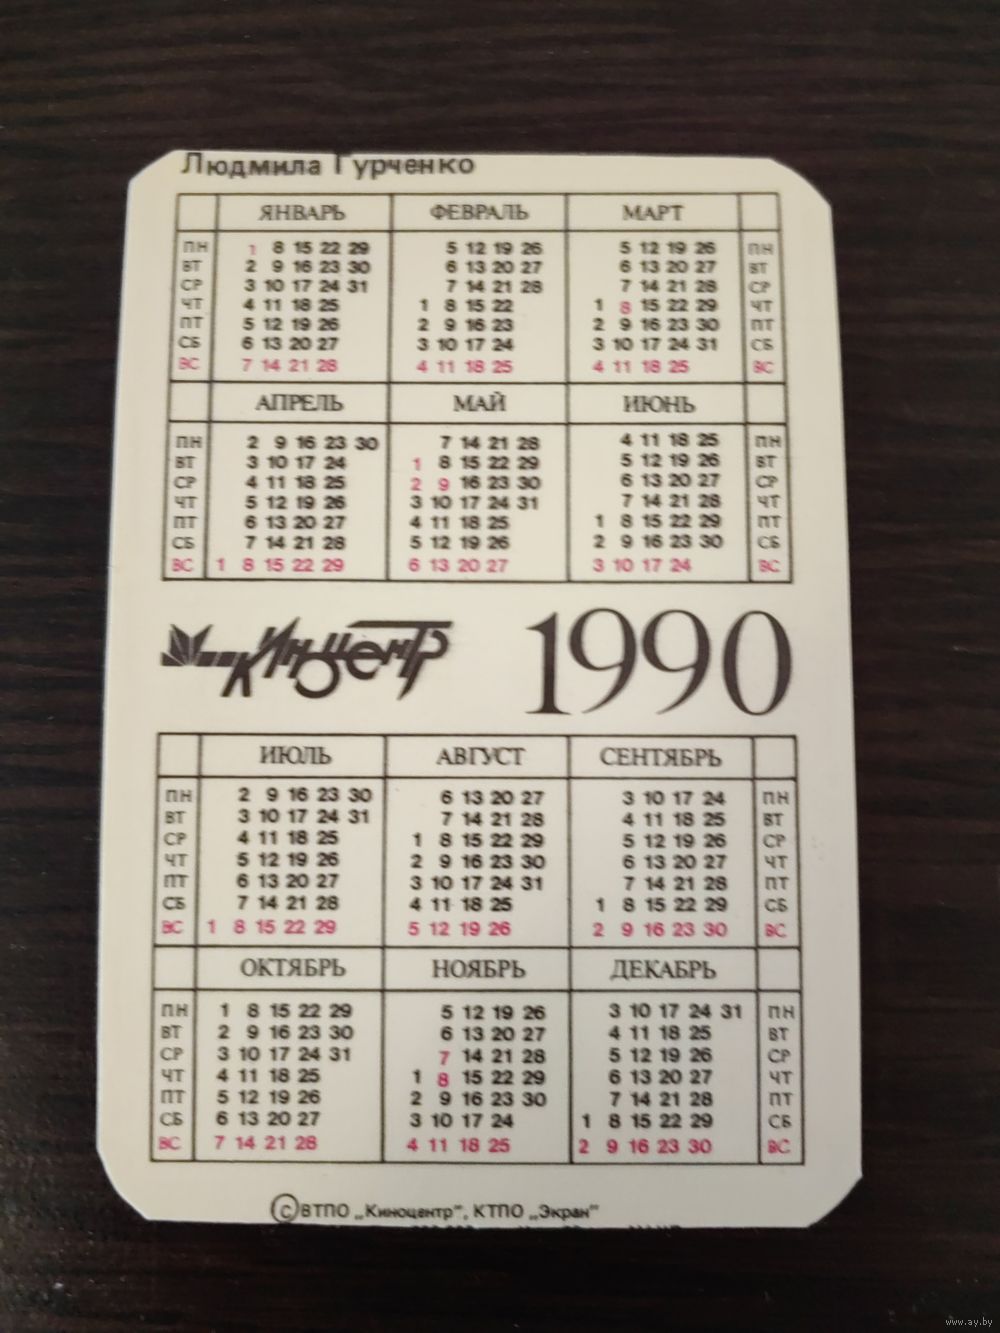 Людмила Гурченко
ЯНВАРЬ ФЕВРАЛЬ МАРТ
ПН 1 8 15 22 29 5 12 19 26 5 12 19 26 ПН
ВТ 2 9 16 23 30 6 13 20 27 6 13 20 27 ВТ
СР 3 10 17 24 31 7 14 21 28 7 14 21 28 СР
ЧТ 4 11 18 25 1 8 15 22 1 8 15 22 29 ЧТ
ПТ 5 12 19 26 2 9 16 23 2 9 16 23 30 ПТ
СБ 6 13 20 27 3 10 17 24 3 10 17 24 31 СБ
ВС 7 14 21 28 4 11 18 25 4 11 18 25 ВС
АПРЕЛЬ МАЙ ИЮНЬ
ПН 2 9 16 23 30 7 14 21 28 4 11 18 25 ПН
ВТ 3 10 17 24 1 8 15 22 29 5 12 19 26 ВТ
СР 4 11 18 25 2 9 16 23 30 6 13 20 27 СР
ЧТ 5 12 19 26 3 10 17 24 31 7 14 21 28 ЧТ
ПТ 6 13 20 27 4 11 18 25 1 8 15 22 29 ПТ
СБ 7 14 21 28 5 12 19 26 2 9 16 23 30 СБ
ВС 1 8 15 22 29 6 13 20 27 3 10 17 24 ВС
Киноцентр 1990
ИЮЛЬ АВГУСТ СЕНТЯБРЬ
ПН 2 9 16 23 30 6 13 20 27 3 10 17 24 ПН
ВТ 3 10 17 24 31 7 14 21 28 4 11 18 25 ВТ
СР 4 11 18 25 1 8 15 22 29 5 12 19 26 СР
ЧТ 5 12 19 26 2 9 16 23 30 6 13 20 27 ЧТ
ПТ 6 13 20 27 3 10 17 24 31 7 14 21 28 ПТ
СБ 7 14 21 28 4 11 18 25 1 8 15 22 29 СБ
ВС 1 8 15 22 29 5 12 19 26 2 9 16 23 30 ВС
ОКТЯБРЬ НОЯБРЬ ДЕКАБРЬ
ПН 1 8 15 22 29 5 12 19 26 3 10 17 24 31 ПН
ВТ 2 9 16 23 30 6 13 20 27 4 11 18 25 ВТ
СР 3 10 17 24 31 7 14 21 28 5 12 19 26 СР
ЧТ 4 11 18 25 1 8 15 22 29 6 13 20 27 ЧТ
ПТ 5 12 19 26 2 9 16 23 30 7 14 21 28 ПТ
СБ 6 13 20 27 3 10 17 24 1 8 15 22 29 СБ
ВС 7 14 21 28 4 11 18 25 2 9 16 23 30 ВС
© ВТПО „Киноцентр", КТПО „Экран"
www.ay.by